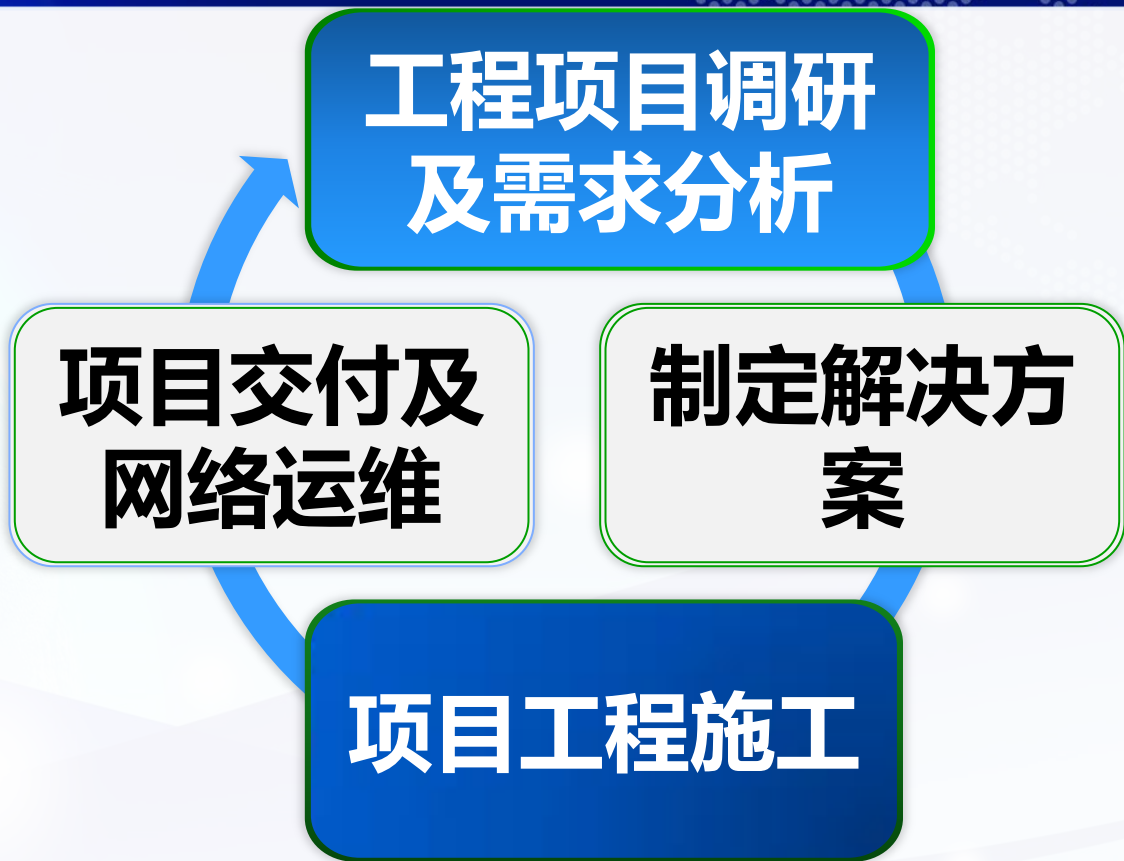 工程项目调研
及需求分析
项目交付及
网络运维
制定解决方
案
项目工程施工